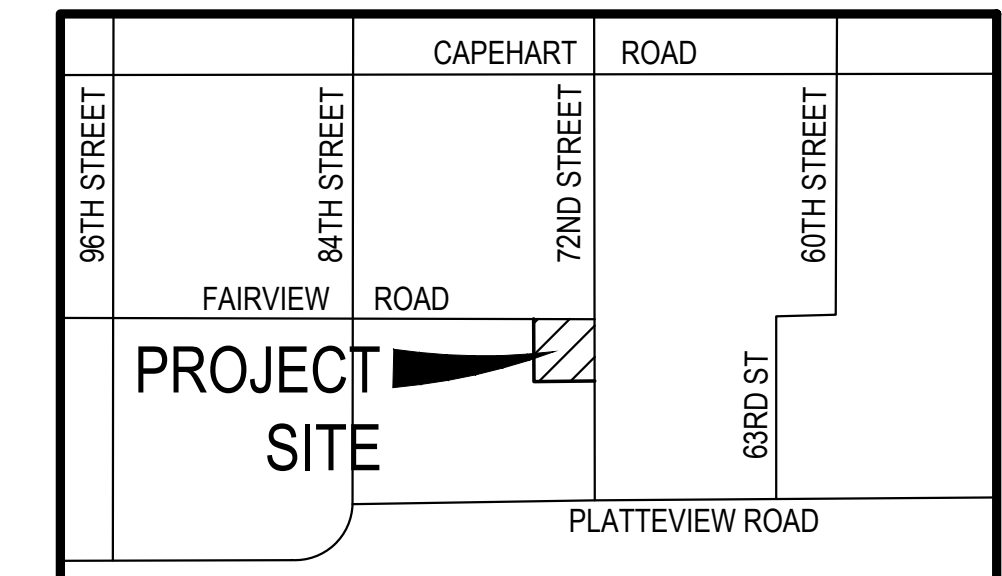 CAPEHART ROAD
96TH STREET
84TH STREET
72ND STREET
60TH STREET
FAIRVIEW ROAD
PROJECT
SITE
63RD ST
PLATTEVIEW ROAD